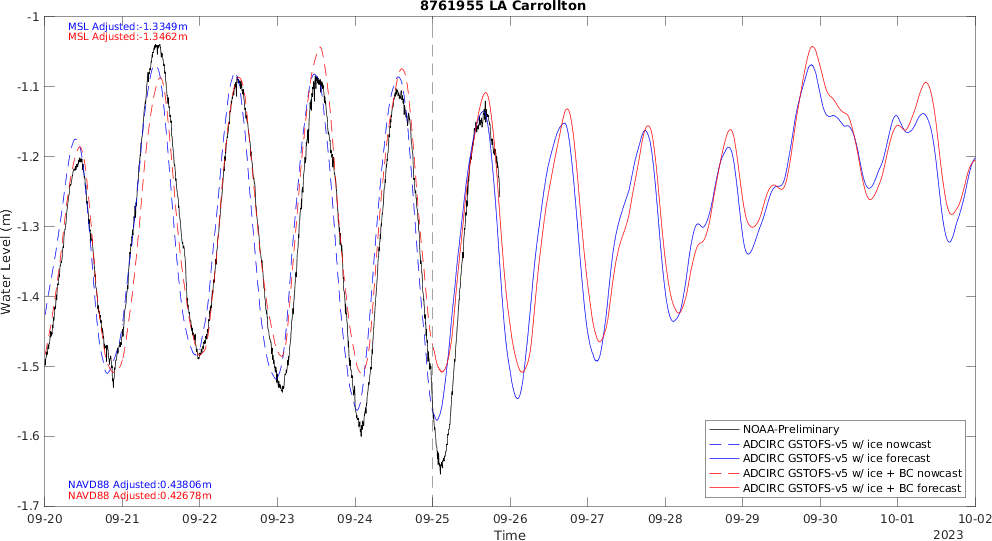 8761955 LA Carrollton
MSL Adjusted:-1.3349m
MSL Adjusted:-1.3462m
Water Level (m)
-1
-1.1
-1.2
-1.3
-1.4
-1.5
-1.6
-1.7
NAVD88 Adjusted:0.43806m
NAVD88 Adjusted:0.42678m
NOAA-Preliminary
ADCIRC GSTOFS-v5 w/ ice nowcast
ADCIRC GSTOFS-v5 w/ ice forecast
ADCIRC GSTOFS-v5 w/ ice + BC nowcast
ADCIRC GSTOFS-v5 w/ ice + BC forecast
09-20 09-21 09-22 09-23 09-24 09-25 09-26 09-27 09-28 09-29 09-30 10-01 10-02
Time
2023